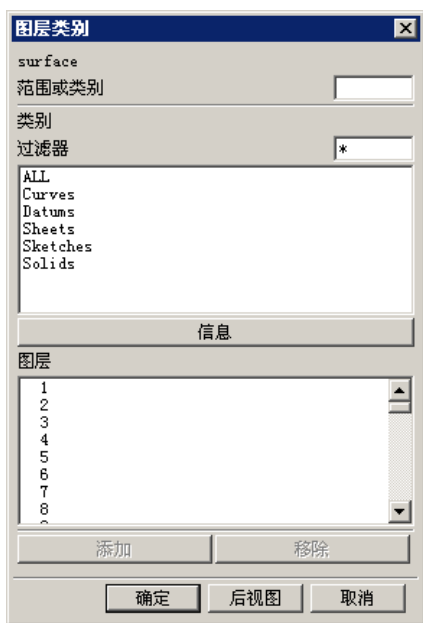 图层类别
surface
范围或类别
类别
过滤器 *
ALL
Curves
Datums
Sheets
Sketches
Solids
信息
图层
1
2
3
4
5
6
7
8
添加 移除
确定 后视图 取消